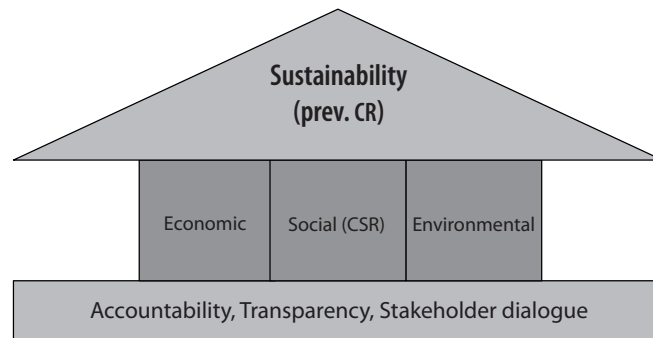 Sustainability
(prev. CR)
Economic
Social (CSR)
Environmental
Accountability, Transparency, Stakeholder dialogue